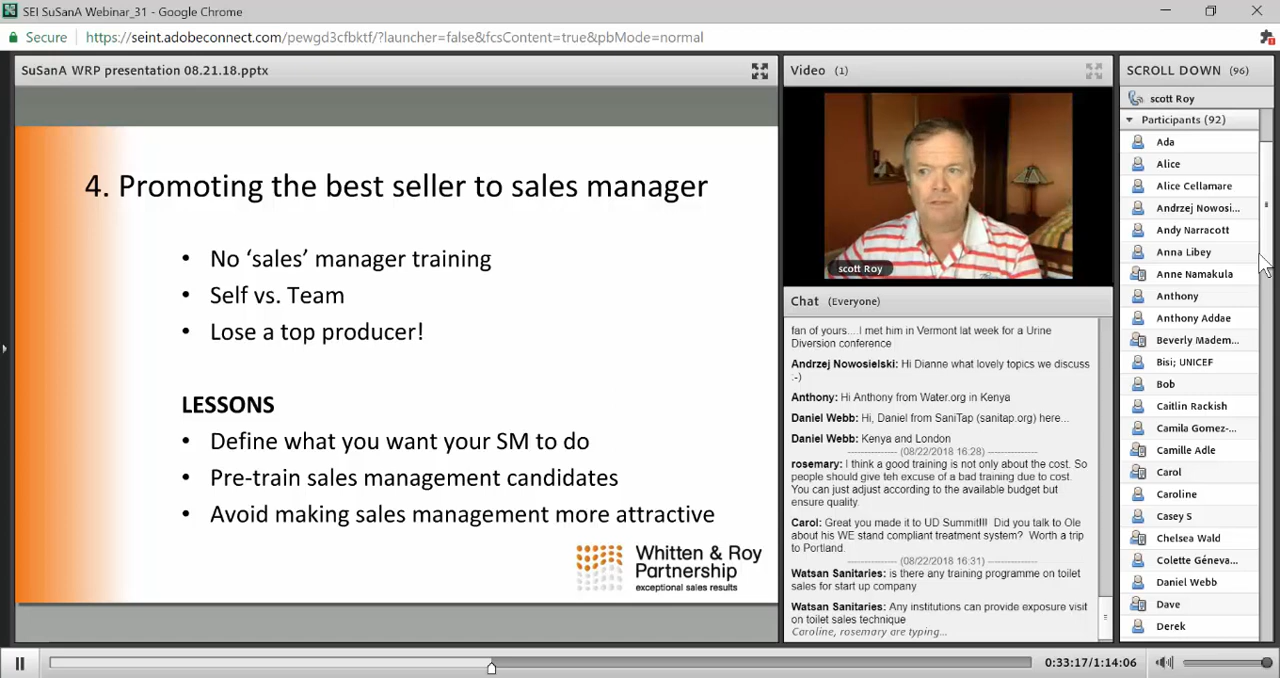 SEI SuSanA Webinar_31 - Google Chrome
Secure https://seint.adobeconnect.com/pewgd3cfbktf/?launcher=false&fcsContent=true&pbMode=normal
SuSanA WRP presentation 08.21.18.pptx
4. Promoting the best seller to sales manager
• No ‘sales’ manager training
• Self vs. Team
• Lose a top producer!
LESSONS
• Define what you want your SM to do
• Pre-train sales management candidates
• Avoid making sales management more attractive
Whitten & Roy
Partnership
exceptional sales results
Video (1)
scott Roy
Chat (Everyone)
fan of yours....I met him in Vermont lat week for a Urine
Diversion conference
Andrzej Nowosielski: Hi Dianne what lovely topics we discuss
:-)
Anthony: Hi Anthony from Water.org in Kenya
Daniel Webb: Hi, Daniel from SaniTap (sanitap.org) here...
Daniel Webb: Kenya and London
--------------- (08/22/2018 16:28) ---------------
rosemary: I think a good training is not only about the cost. So
people should give teh excuse of a bad training due to cost.
You can just adjust according to the available budget but
ensure quality.
Carol: Great you made it to UD Summit!!! Did you talk to Ole
about his WE stand compliant treatment system? Worth a trip
to Portland.
--------------- (08/22/2018 16:31) ---------------
Watsan Sanitaries: is there any training programme on toilet
sales for start up company
Watsan Sanitaries: Any institutions can provide exposure visit
on toilet sales technique
Caroline, rosemary are typing...
SCROLL DOWN (96)
scott Roy
Participants (92)
Ada
Alice
Alice Cellamare
Andrzej Nowosi...
Andy Narracott
Anna Libey
Anne Namakula
Anthony
Anthony Addae
Beverly Madem...
Bisi; UNICEF
Bob
Caitlin Rackish
Camila Gomez-...
Camille Adle
Carol
Caroline
Casey S
Chelsea Wald
Colette Géneva...
Daniel Webb
Dave
Derek
0:33:17/1:14:06